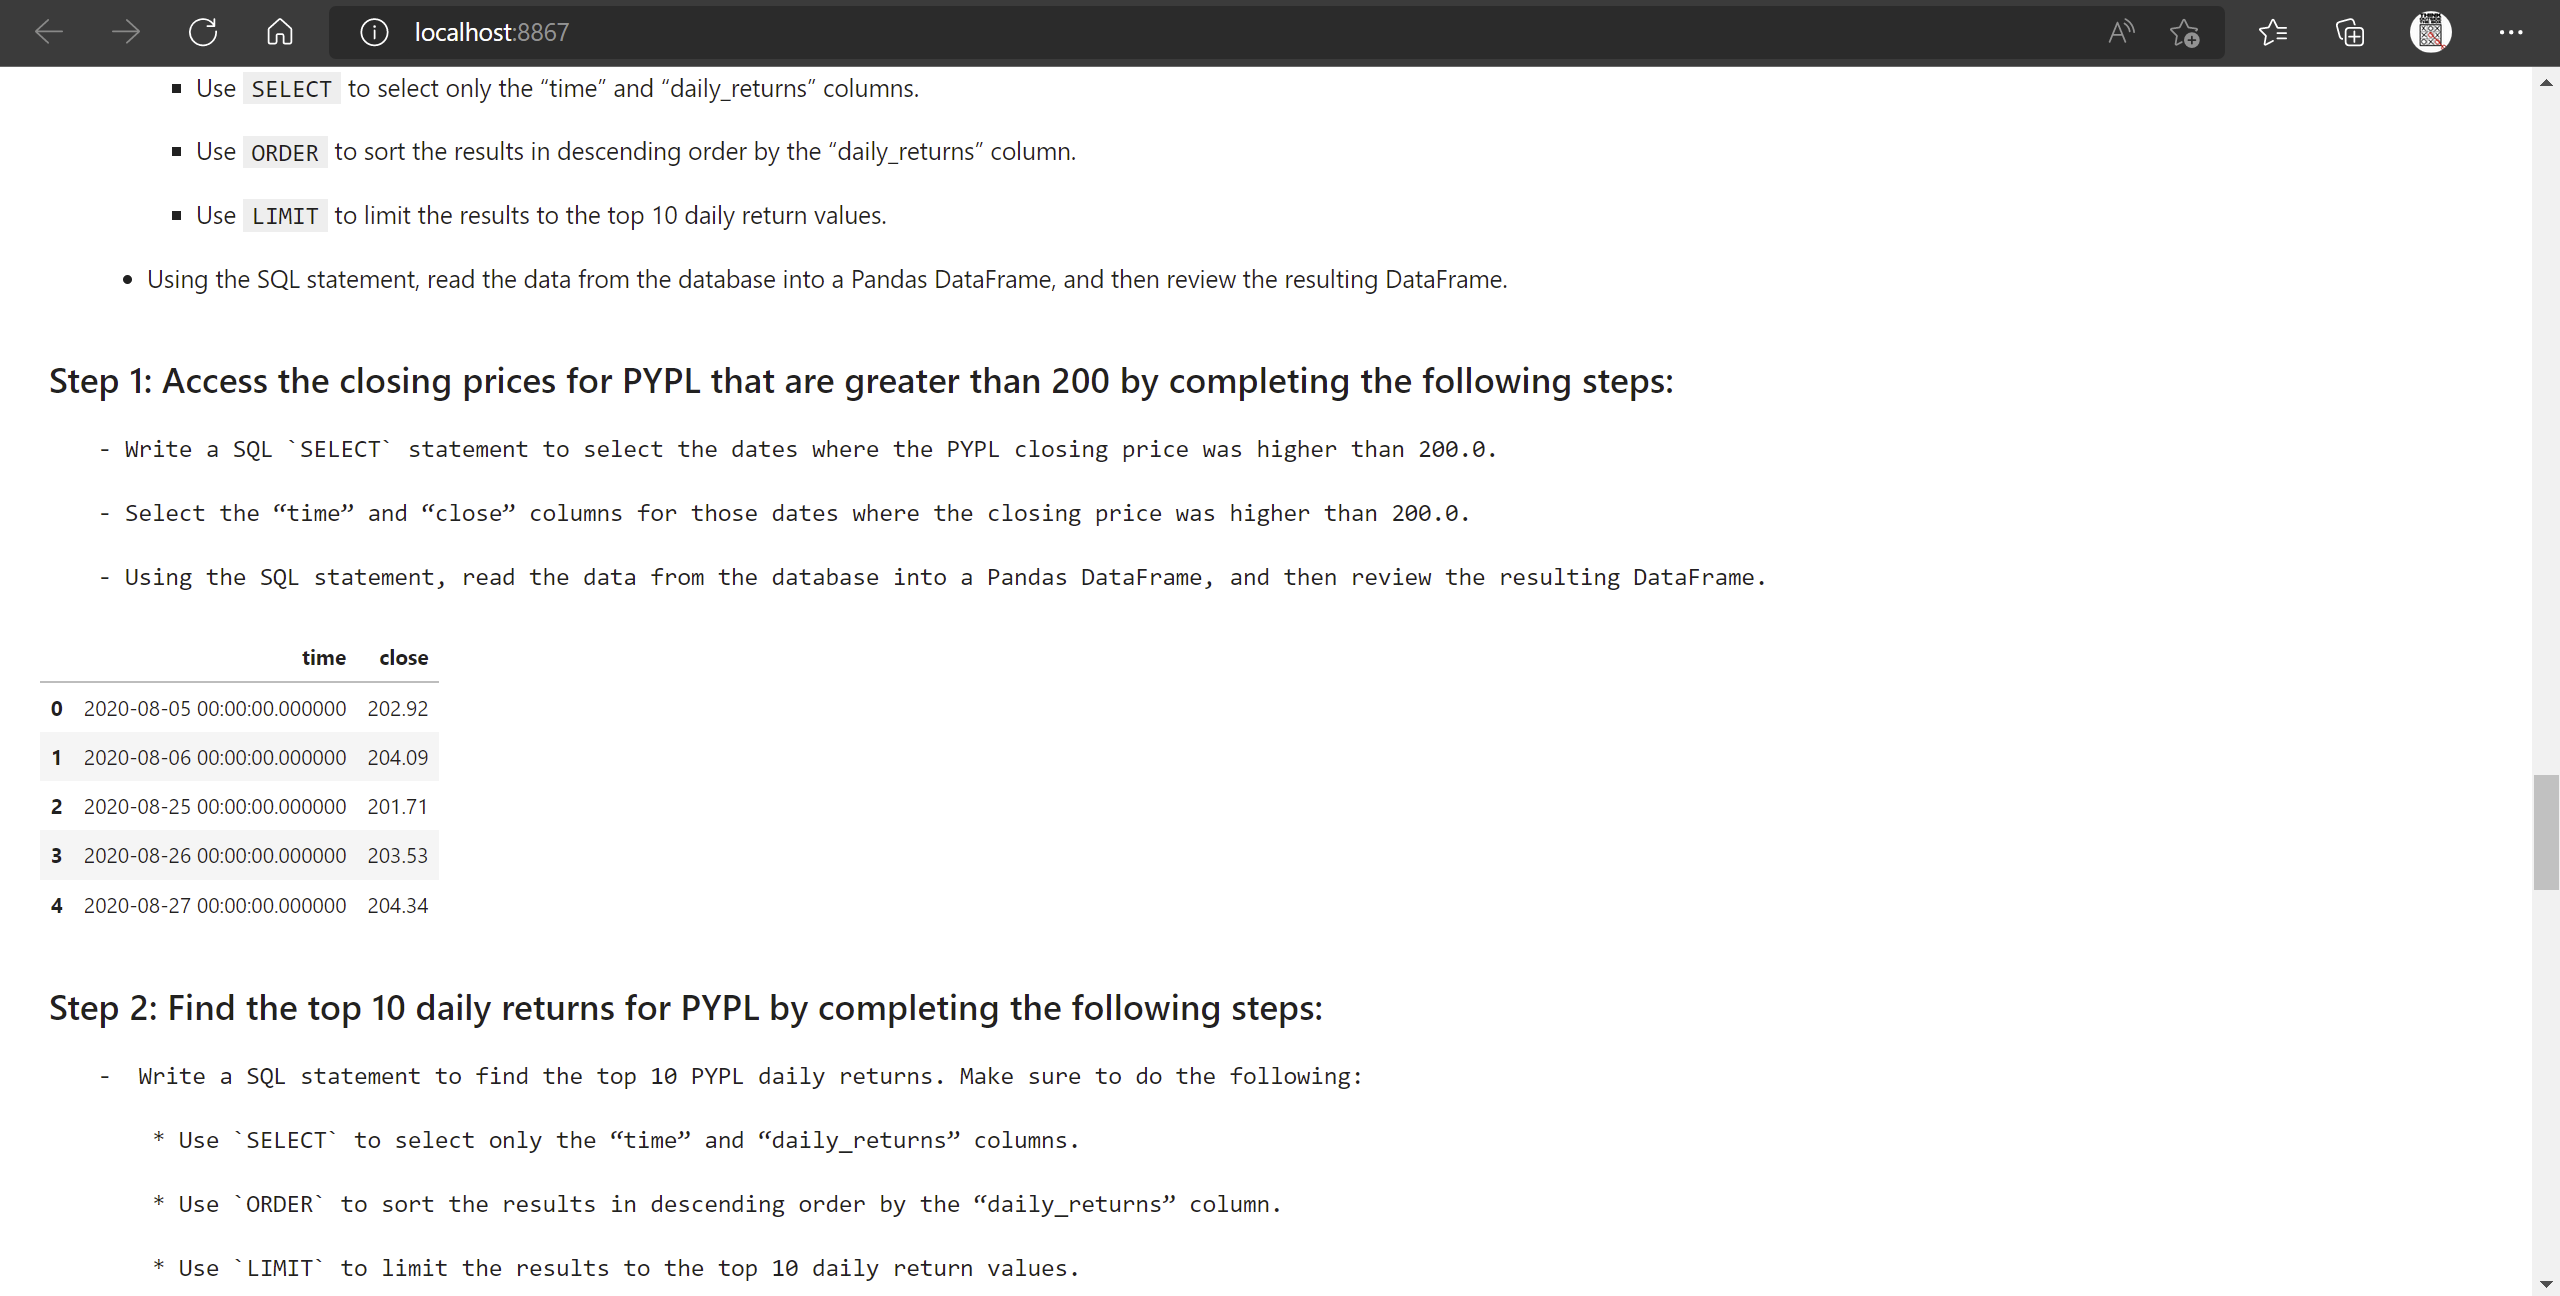 localhost:8867
▪ Use SELECT to select only the “time” and “daily_returns” columns.
▪ Use ORDER to sort the results in descending order by the “daily_returns” column.
▪ Use LIMIT to limit the results to the top 10 daily return values.
• Using the SQL statement, read the data from the database into a Pandas DataFrame, and then review the resulting DataFrame.
Step 1: Access the closing prices for PYPL that are greater than 200 by completing the following steps:
- Write a SQL `SELECT` statement to select the dates where the PYPL closing price was higher than 200.0.
- Select the “time” and “close” columns for those dates where the closing price was higher than 200.0.
- Using the SQL statement, read the data from the database into a Pandas DataFrame, and then review the resulting DataFrame.
time close
0 2020-08-05 00:00:00.000000 202.92
1 2020-08-06 00:00:00.000000 204.09
2 2020-08-25 00:00:00.000000 201.71
3 2020-08-26 00:00:00.000000 203.53
4 2020-08-27 00:00:00.000000 204.34
Step 2: Find the top 10 daily returns for PYPL by completing the following steps:
- Write a SQL statement to find the top 10 PYPL daily returns. Make sure to do the following:
* Use `SELECT` to select only the “time” and “daily_returns” columns.
* Use `ORDER` to sort the results in descending order by the “daily_returns” column.
* Use `LIMIT` to limit the results to the top 10 daily return values.